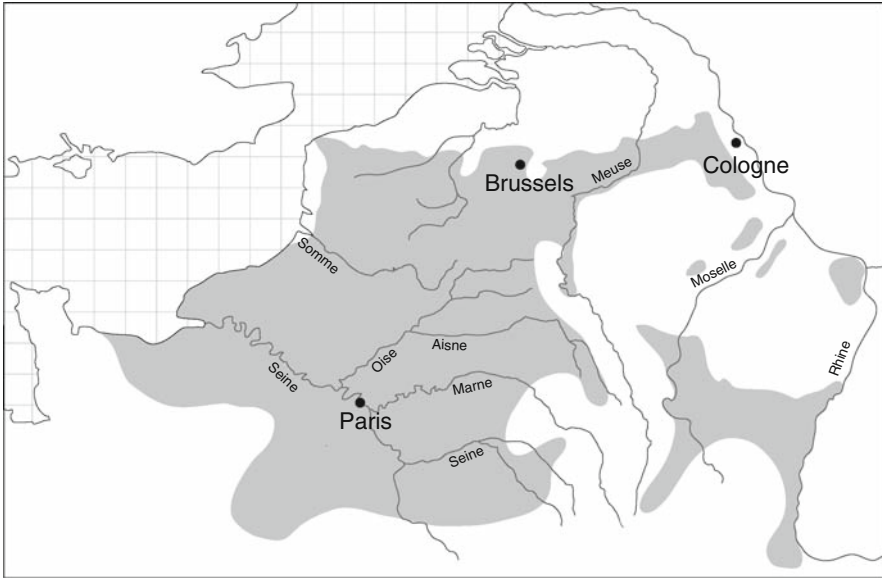 Brussels
Meuse
Cologne
Somme
Moselle
Oise
Aisne
Seine
Marne
Rhine
Paris
Seine